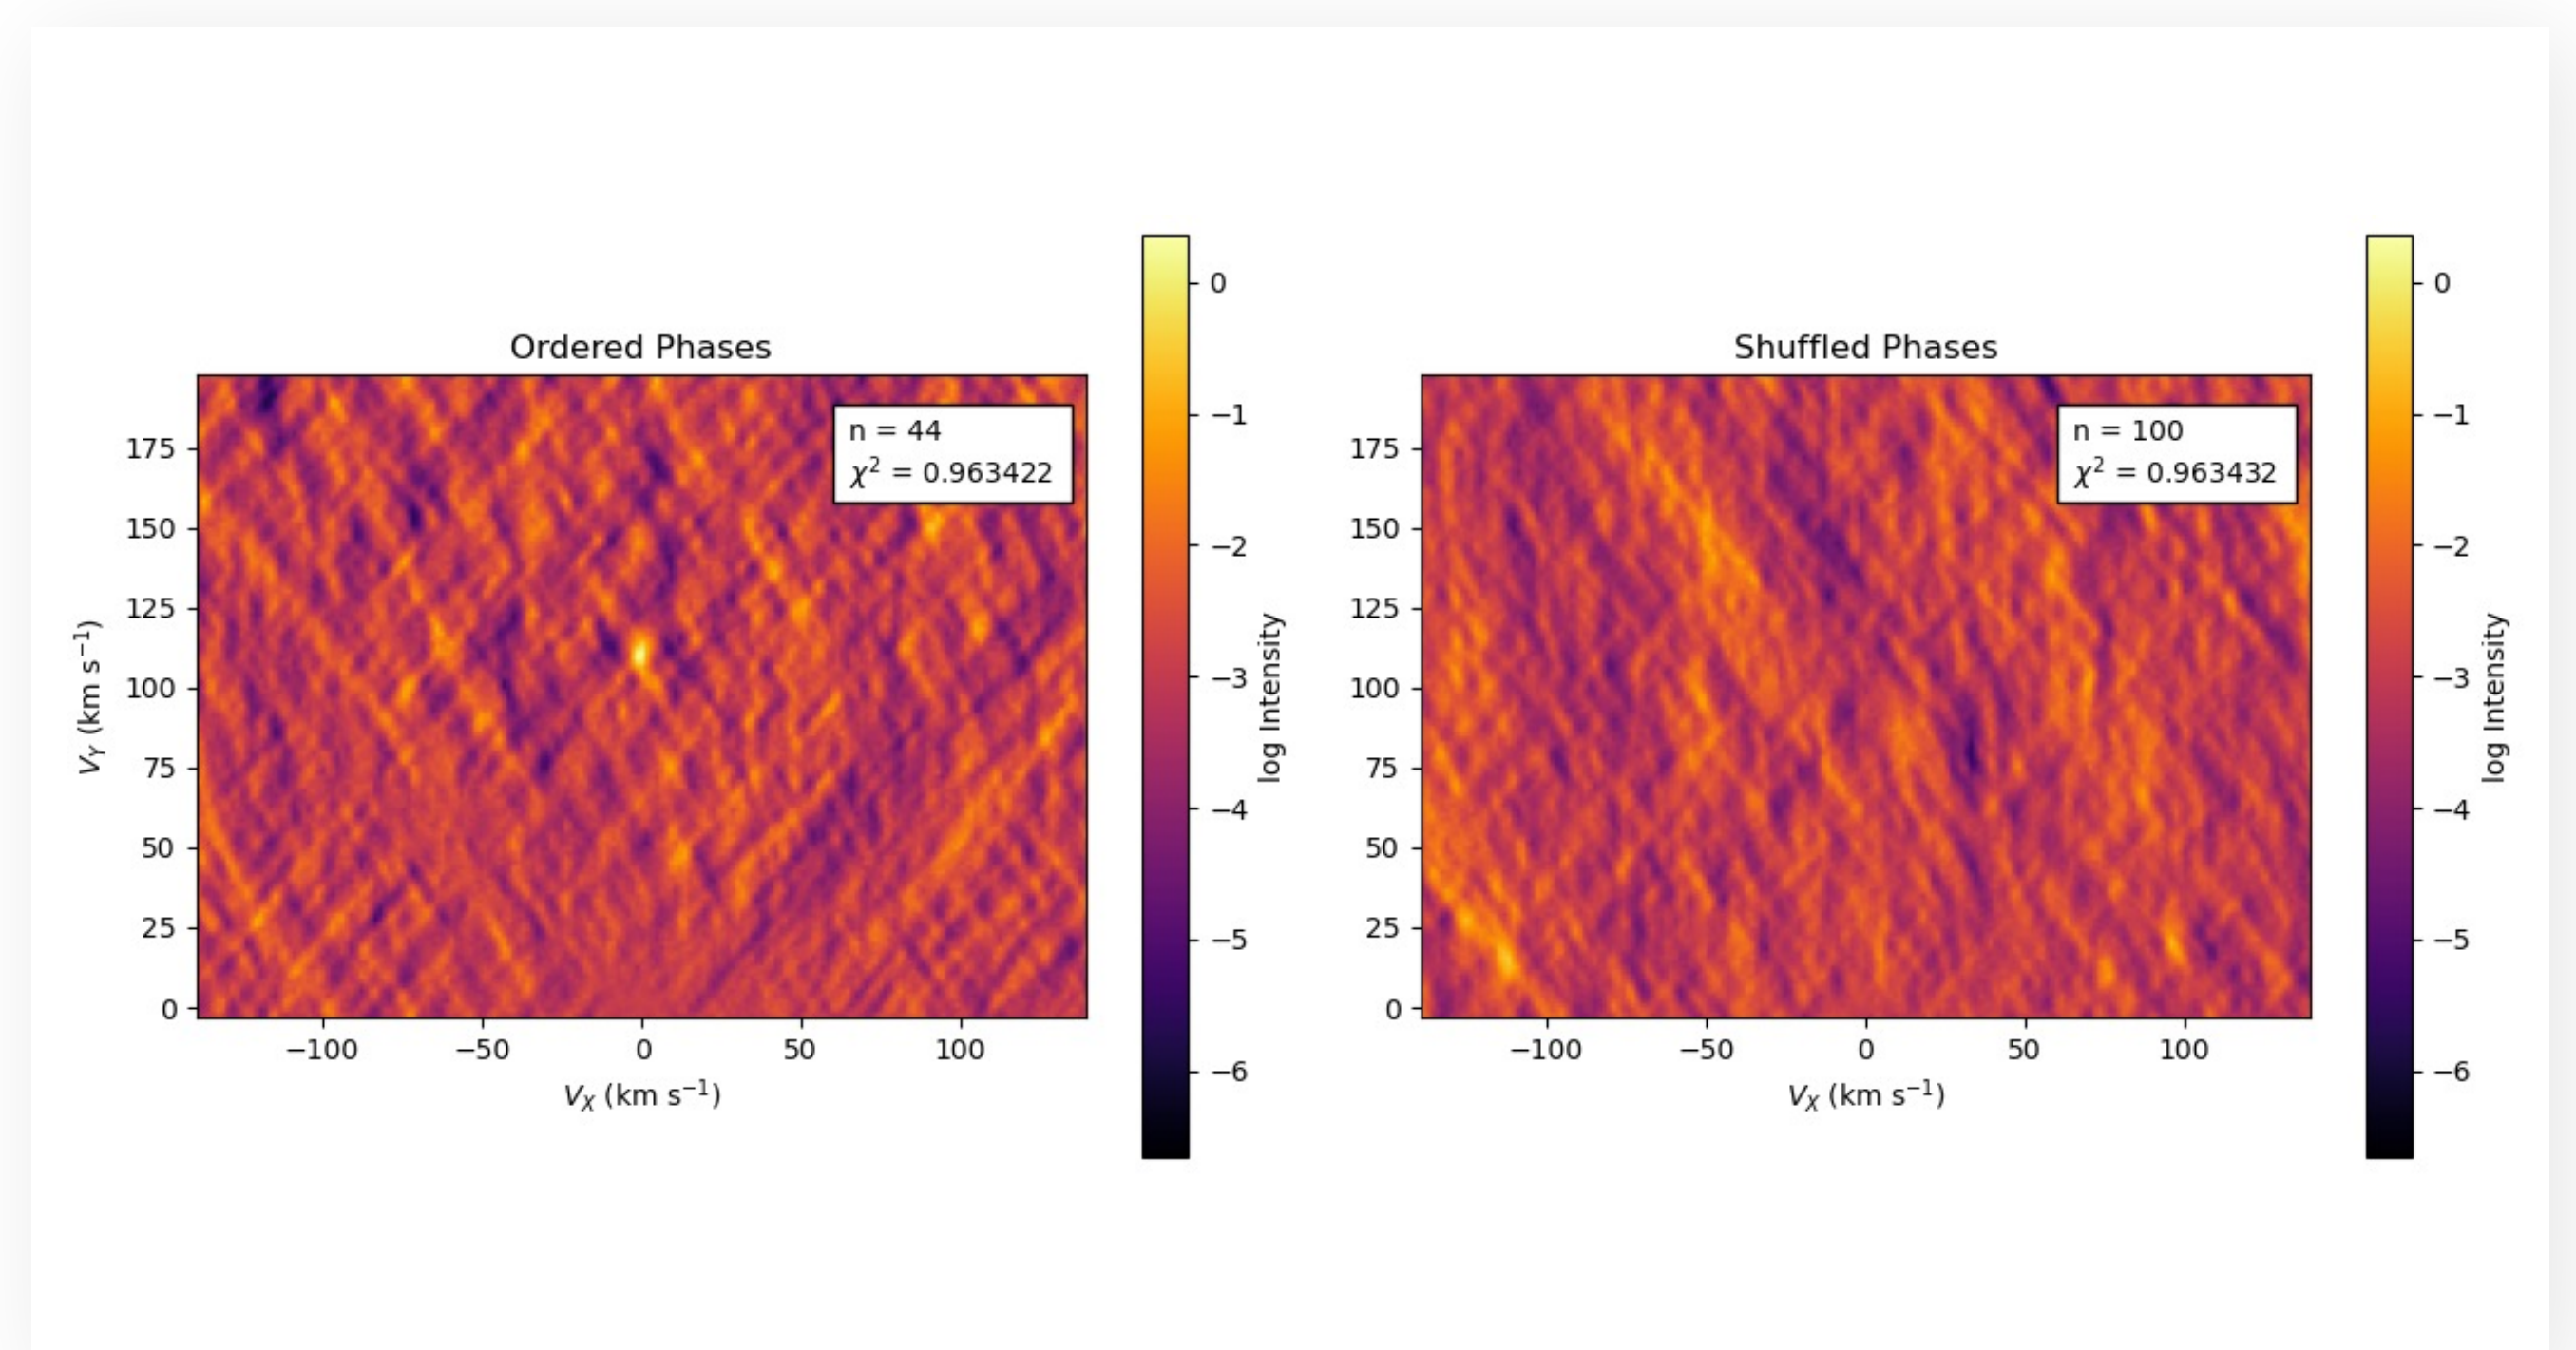 Ordered Phases
n = 44
χ² = 0.963422
175
150
125
100
75
50
25
0
V_Y (km s⁻¹)
−100 −50 0 50 100
V_X (km s⁻¹)
0
−1
−2
−3
−4
−5
−6
log Intensity
Shuffled Phases
n = 100
χ² = 0.963432
175
150
125
100
75
50
25
0
−100 −50 0 50 100
V_X (km s⁻¹)
0
−1
−2
−3
−4
−5
−6
log Intensity